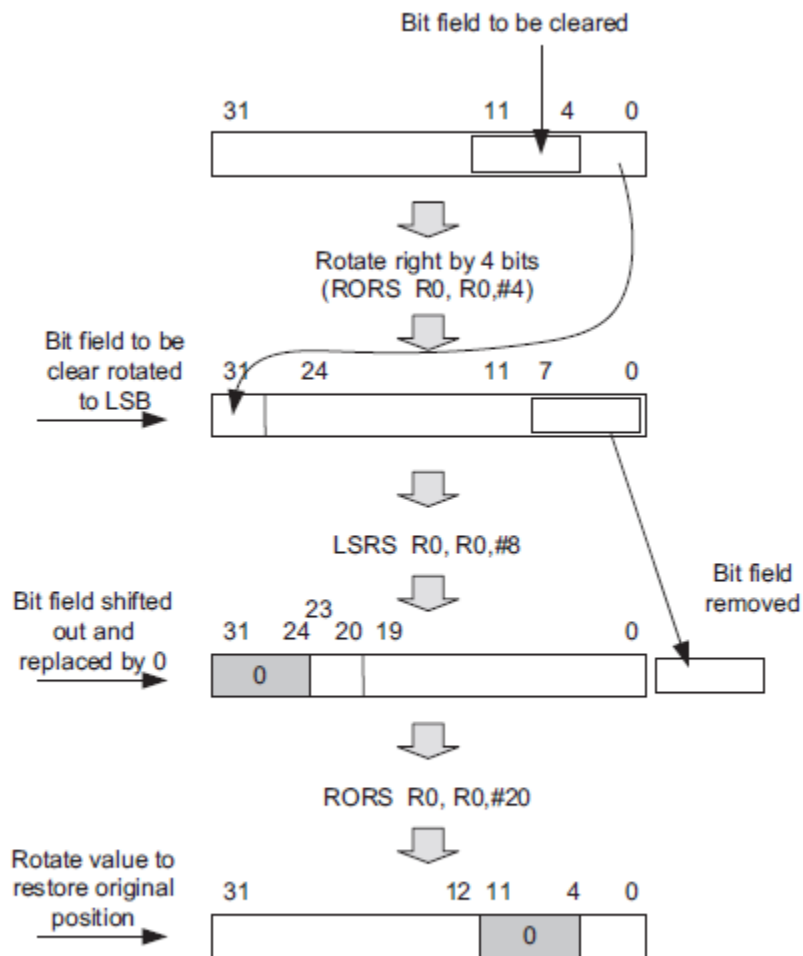 Bit field to be cleared
31 11 4 0
Rotate right by 4 bits
(RORS R0, R0,#4)
Bit field to be
clear rotated
to LSB
31 24 11 7 0
LSRS R0, R0,#8
Bit field
removed
Bit field shifted
out and
replaced by 0
23
31 24 20 19 0
0
RORS R0, R0,#20
Rotate value to
restore original
position
31 12 11 4 0
0